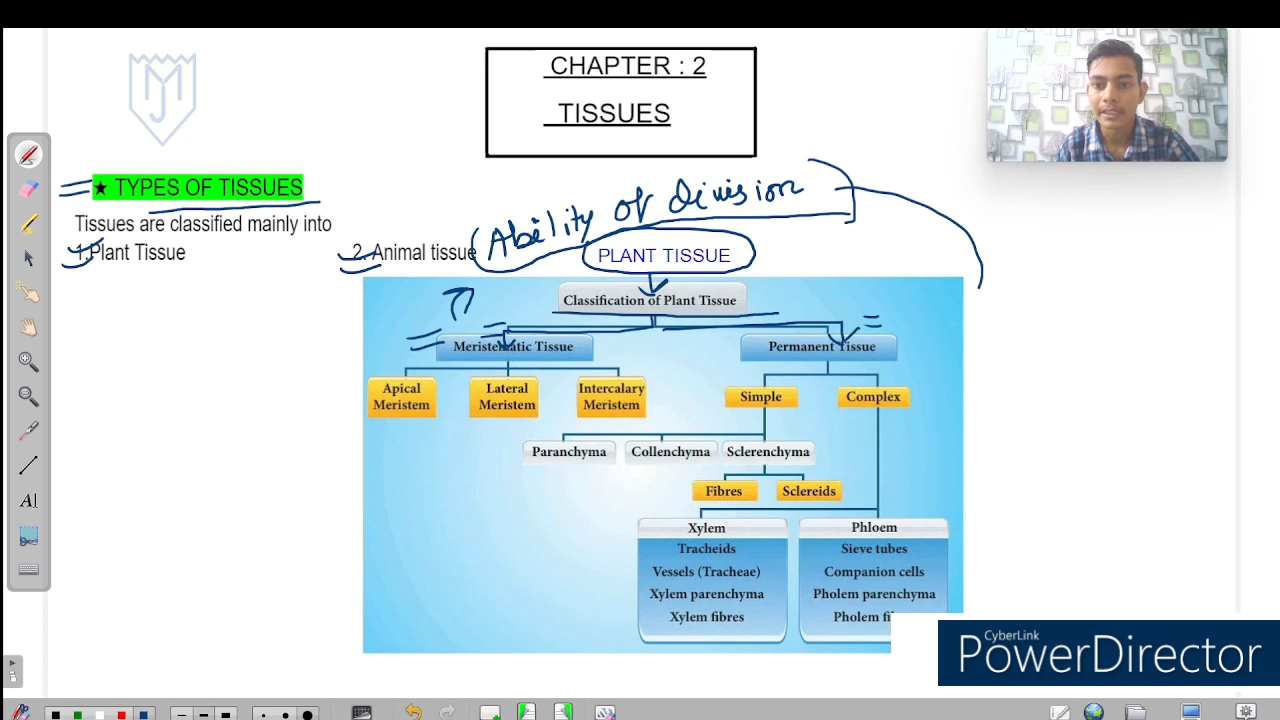 CHAPTER : 2
TISSUES
★ TYPES OF TISSUES
Tissues are classified mainly into
1.Plant Tissue
2. Animal tissue
Ability of division
PLANT TISSUE
Classification of Plant Tissue
Meristematic Tissue
Permanent Tissue
Apical
Meristem
Lateral
Meristem
Intercalary
Meristem
Simple
Complex
Paranchyma
Collenchyma
Sclerenchyma
Fibres
Sclereids
Xylem
Tracheids
Vessels (Tracheae)
Xylem parenchyma
Xylem fibres
Phloem
Sieve tubes
Companion cells
Pholem parenchyma
Pholem
CyberLink
PowerDirector